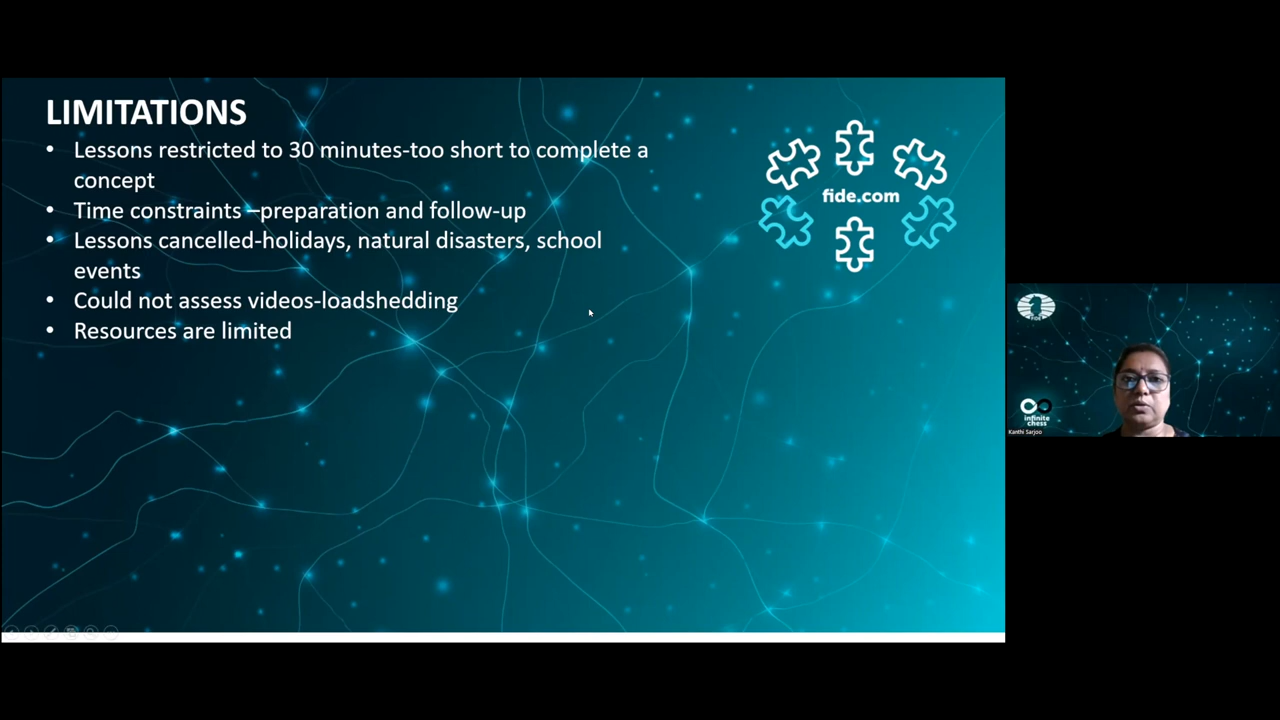 LIMITATIONS
• Lessons restricted to 30 minutes-too short to complete a
concept
• Time constraints –preparation and follow-up
• Lessons cancelled-holidays, natural disasters, school
events
• Could not assess videos-loadshedding
• Resources are limited
fide.com
FIDE
infinite
chess
Kanthi Sarjoo